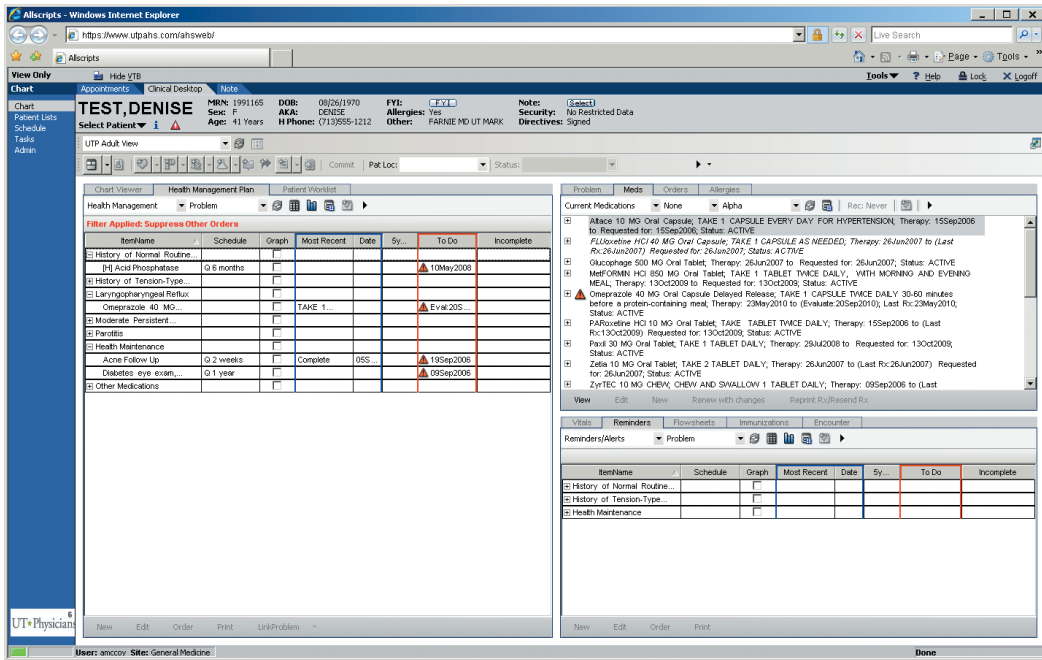 Allscripts - Windows Internet Explorer
https://www.utpahs.com/ahsweb/
Live Search
Allscripts
Page Tools
View Only
Hide VTB
Tools Help Lock Logoff
Chart
Appointments Clinical Desktop Note
Chart
Patient Lists
Schedule
Tasks
Admin
TEST,DENISE
Select Patient
MRN: 1991165 DOB: 08/26/1970 FYI: FYI Note: Select
Sex: F AKA: DENISE Allergies: Yes Security: No Restricted Data
Age: 41 Years H Phone: (713)555-1212 Other: FARNIE MD UT MARK Directives: Signed
UTP Adult View
Commit Pat Loc: Status:
Chart Viewer Health Management Plan Patient Worklist
Health Management Problem
Filter Applied: Suppress Other Orders
ItemName Schedule Graph Most Recent Date 5y... To Do Incomplete
History of Normal Routine...
[H] Acid Phosphatase Q 6 months 10May2008
History of Tension-Type...
Laryngopharyngeal Reflux
Omeprazole 40 MG... TAKE 1... Eval:20S...
Moderate Persistent...
Parotitis
Health Maintenance
Acne Follow Up Q 2 weeks Complete 05S... 19Sep2006
Diabetes eye exam,... Q 1 year 09Sep2006
Other Medications
New Edit Order Print LinkProblem
Problem Meds Orders Allergies
Current Medications None Alpha Rec: Never
Altace 10 MG Oral Capsule; TAKE 1 CAPSULE EVERY DAY FOR HYPERTENSION; Therapy: 15Sep2006
to Requested for: 15Sep2006; Status: ACTIVE
FLUoxetine HCl 40 MG Oral Capsule; TAKE 1 CAPSULE AS NEEDED; Therapy: 26Jun2007 to (Last
Rx:26Jun2007) Requested for: 26Jun2007; Status: ACTIVE
Glucophage 500 MG Oral Tablet; Therapy: 26Jun2007 to Requested for: 26Jun2007; Status: ACTIVE
MetFORMIN HCl 850 MG Oral Tablet; TAKE 1 TABLET TWICE DAILY, WITH MORNING AND EVENING
MEAL; Therapy: 13Oct2009 to Requested for: 13Oct2009; Status: ACTIVE
Omeprazole 40 MG Oral Capsule Delayed Release; TAKE 1 CAPSULE TWICE DAILY 30-60 minutes
before a protein-containing meal; Therapy: 23May2010 to (Evaluate:20Sep2010); Last Rx:23May2010;
Status: ACTIVE
PARoxetine HCl 10 MG Oral Tablet; TAKE TABLET TWICE DAILY; Therapy: 15Sep2006 to (Last
Rx:13Oct2009) Requested for: 13Oct2009; Status: ACTIVE
Paxil 30 MG Oral Tablet; TAKE 1 TABLET DAILY; Therapy: 29Jul2008 to Requested for: 13Oct2009;
Status: ACTIVE
Zetia 10 MG Oral Tablet; TAKE 2 TABLET DAILY; Therapy: 26Jun2007 to (Last Rx:26Jun2007) Requested
for: 26Jun2007; Status: ACTIVE
ZyrTEC 10 MG CHEW; CHEW AND SWALLOW 1 TABLET DAILY; Therapy: 09Sep2006 to (Last
View Edit New Renew with changes Reprint Rx/Resend Rx
Vitals Reminders Flowsheets Immunizations Encounter
Reminders/Alerts Problem
ItemName Schedule Graph Most Recent Date 5y... To Do Incomplete
History of Normal Routine...
History of Tension-Type...
Health Maintenance
New Edit Order Print
6
UT Physicians
User: amccoy Site: General Medicine
Done